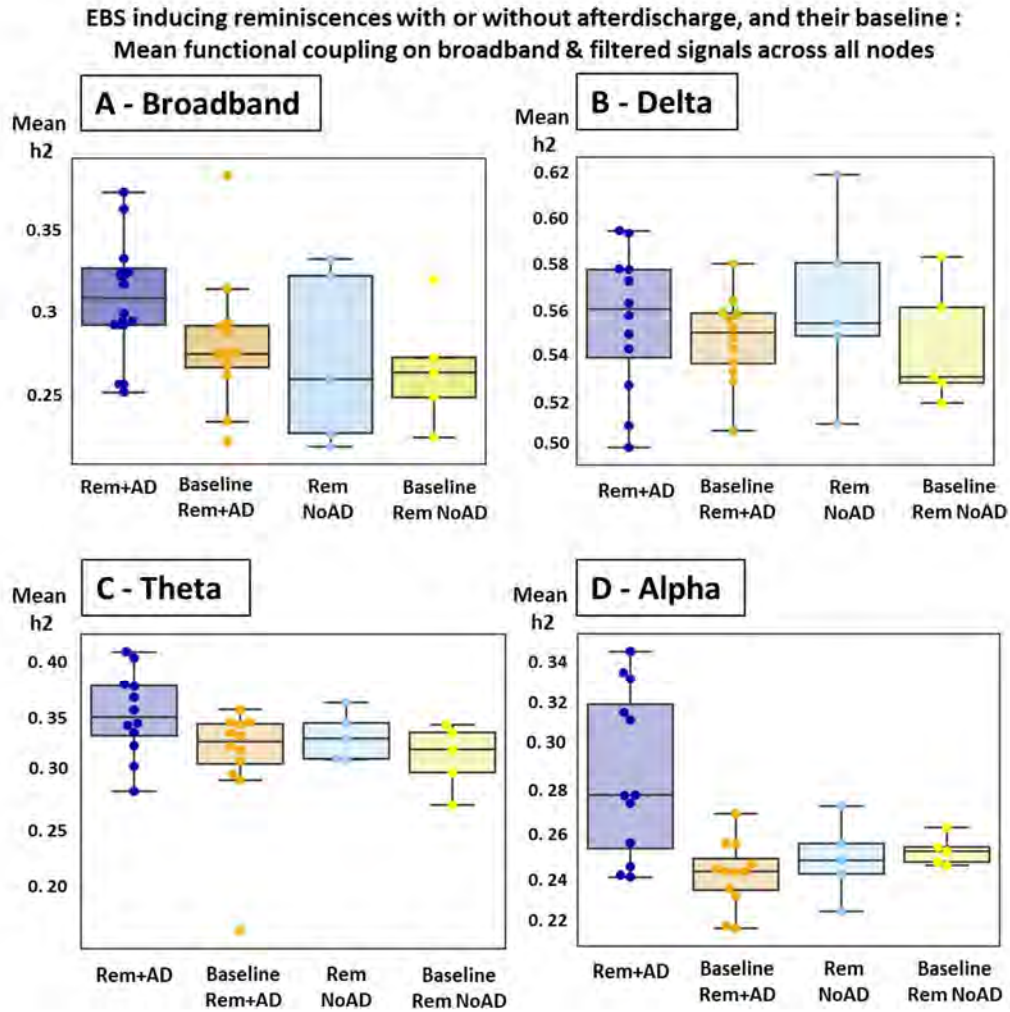 EBS inducing reminiscences with or without afterdischarge, and their baseline :
Mean functional coupling on broadband & filtered signals across all nodes
A - Broadband
Mean
h2
0.35
0.3
0.25
Rem+AD
Baseline
Rem+AD
Rem
NoAD
Baseline
Rem NoAD
B - Delta
Mean
h2
0.62
0.60
0.58
0.56
0.54
0.52
0.50
Rem+AD
Baseline
Rem+AD
Rem
NoAD
Baseline
Rem NoAD
C - Theta
Mean
h2
0. 40
0.35
0.30
0.25
0. 20
Rem+AD
Baseline
Rem+AD
Rem
NoAD
Baseline
Rem NoAD
D - Alpha
Mean
h2
0.34
0.32
0.30
0.28
0.26
0.24
0.22
Rem+AD
Baseline
Rem+AD
Rem
NoAD
Baseline
Rem NoAD